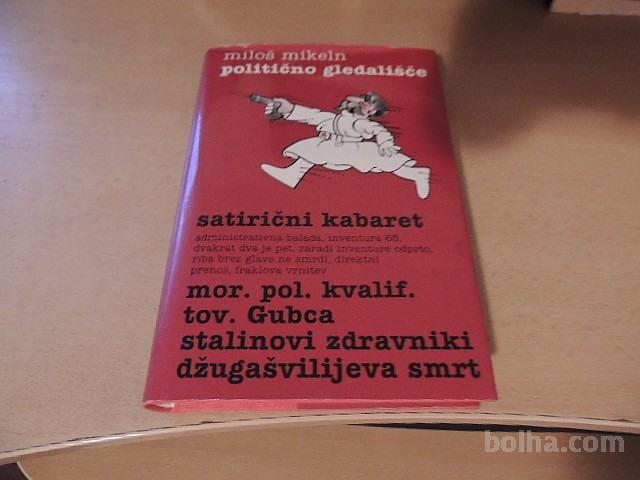 miloš mikeln
politično gledališče
satirični kabaret
administrativna balada, inventura 65,
dvakrat dva je pet, zaradi inventure odprto,
riba brez glave ne smrdi, direktni
prenos, fraklova vrnitev
mor. pol. kvalif.
tov. Gubca
stalinovi zdravniki
džugašvilijeva smrt
bolha.com